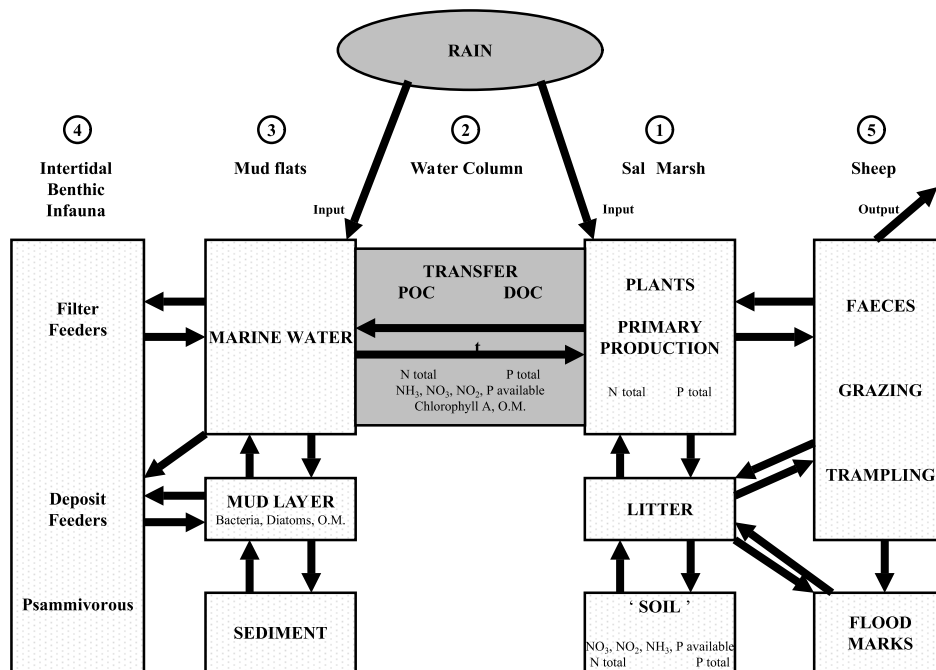 RAIN
4
3
2
1
5
Intertidal
Benthic
Infauna
Mud flats
Water Column
Sal Marsh
Sheep
Input
Input
Output
Filter
Feeders
Deposit
Feeders
Psammivorous
MARINE WATER
MUD LAYER
Bacteria, Diatoms, O.M.
SEDIMENT
TRANSFER
POC DOC
t
N total P total
NH₃, NO₃, NO₂, P available
Chlorophyll A, O.M.
PLANTS
PRIMARY
PRODUCTION
N total P total
LITTER
‘ SOIL ’
NO₃, NO₂, NH₃, P available
N total P total
FAECES
GRAZING
TRAMPLING
FLOOD
MARKS